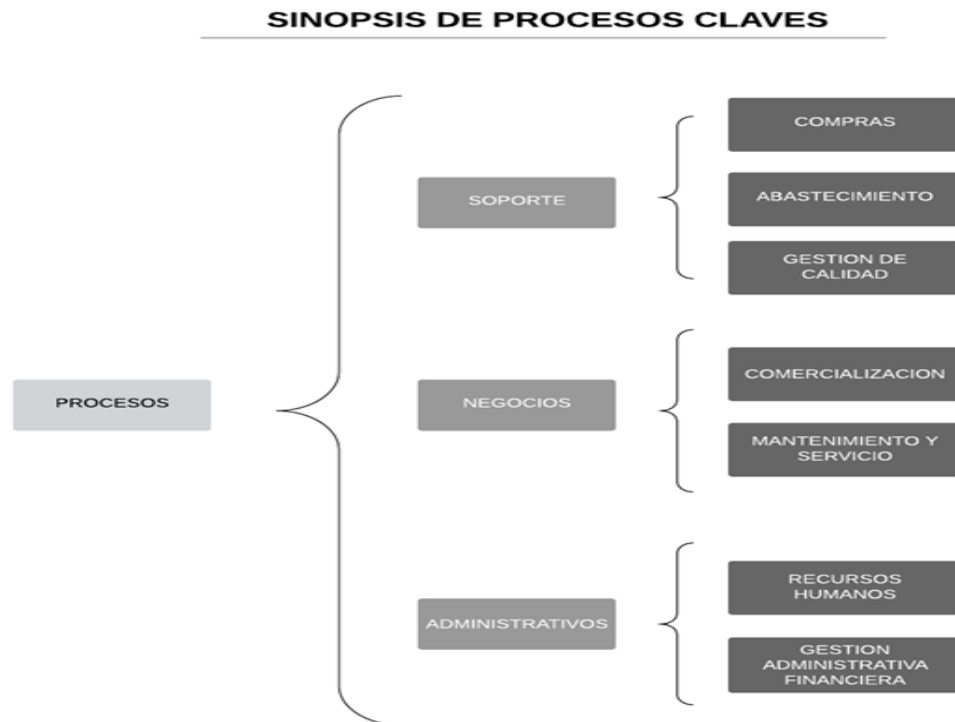 SINOPSIS DE PROCESOS CLAVES
PROCESOS
SOPORTE
COMPRAS
ABASTECIMIENTO
GESTION DE
CALIDAD
NEGOCIOS
COMERCIALIZACION
MANTENIMIENTO Y
SERVICIO
ADMINISTRATIVOS
RECURSOS
HUMANOS
GESTION
ADMINISTRATIVA
FINANCIERA